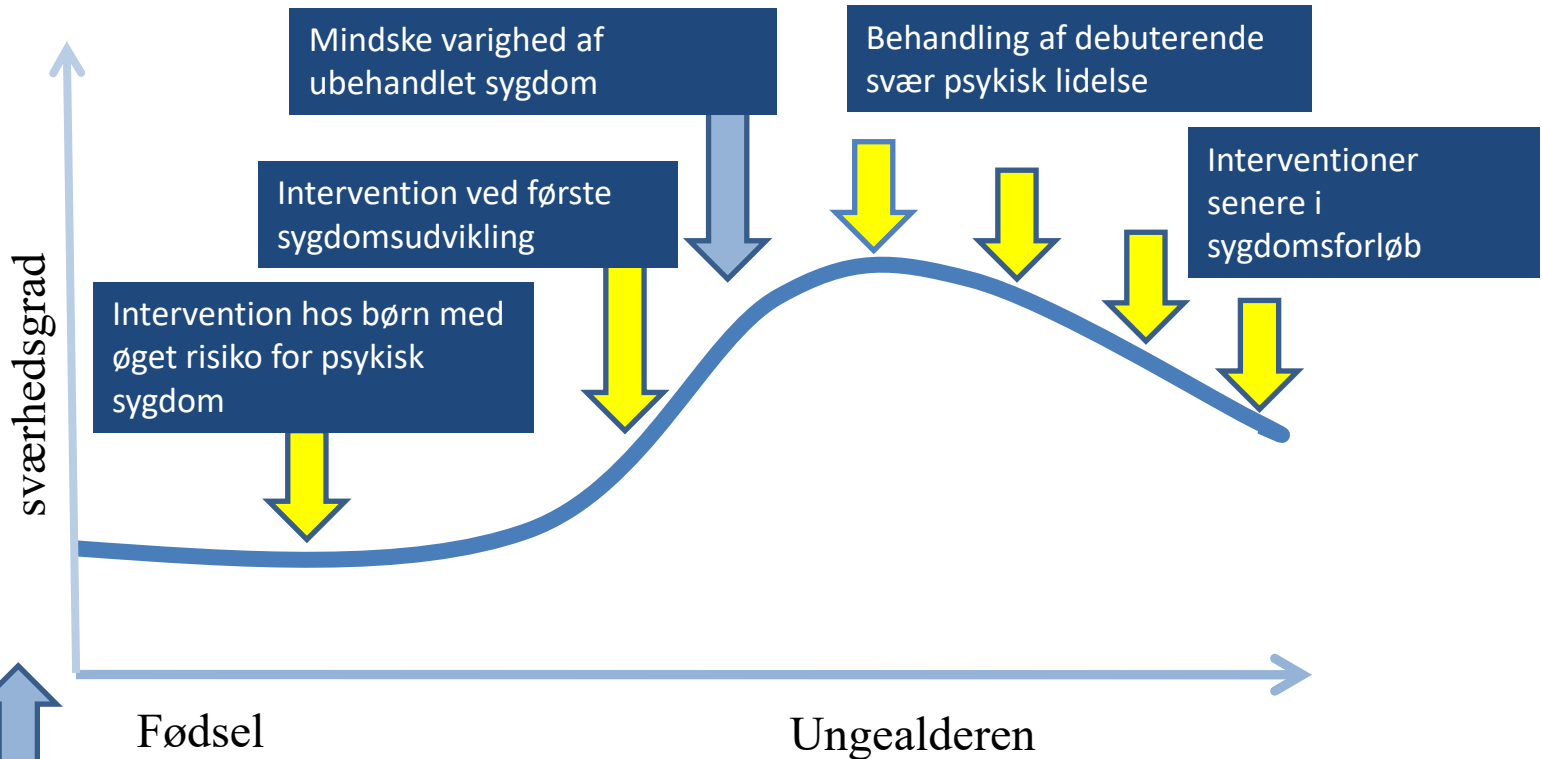 Mindske varighed af
ubehandlet sygdom
Behandling af debuterende
svær psykisk lidelse
Intervention ved første
sygdomsudvikling
Interventioner
senere i
sygdomsforløb
Intervention hos børn med
øget risiko for psykisk
sygdom
sværhedsgrad
Fødsel
Ungealderen